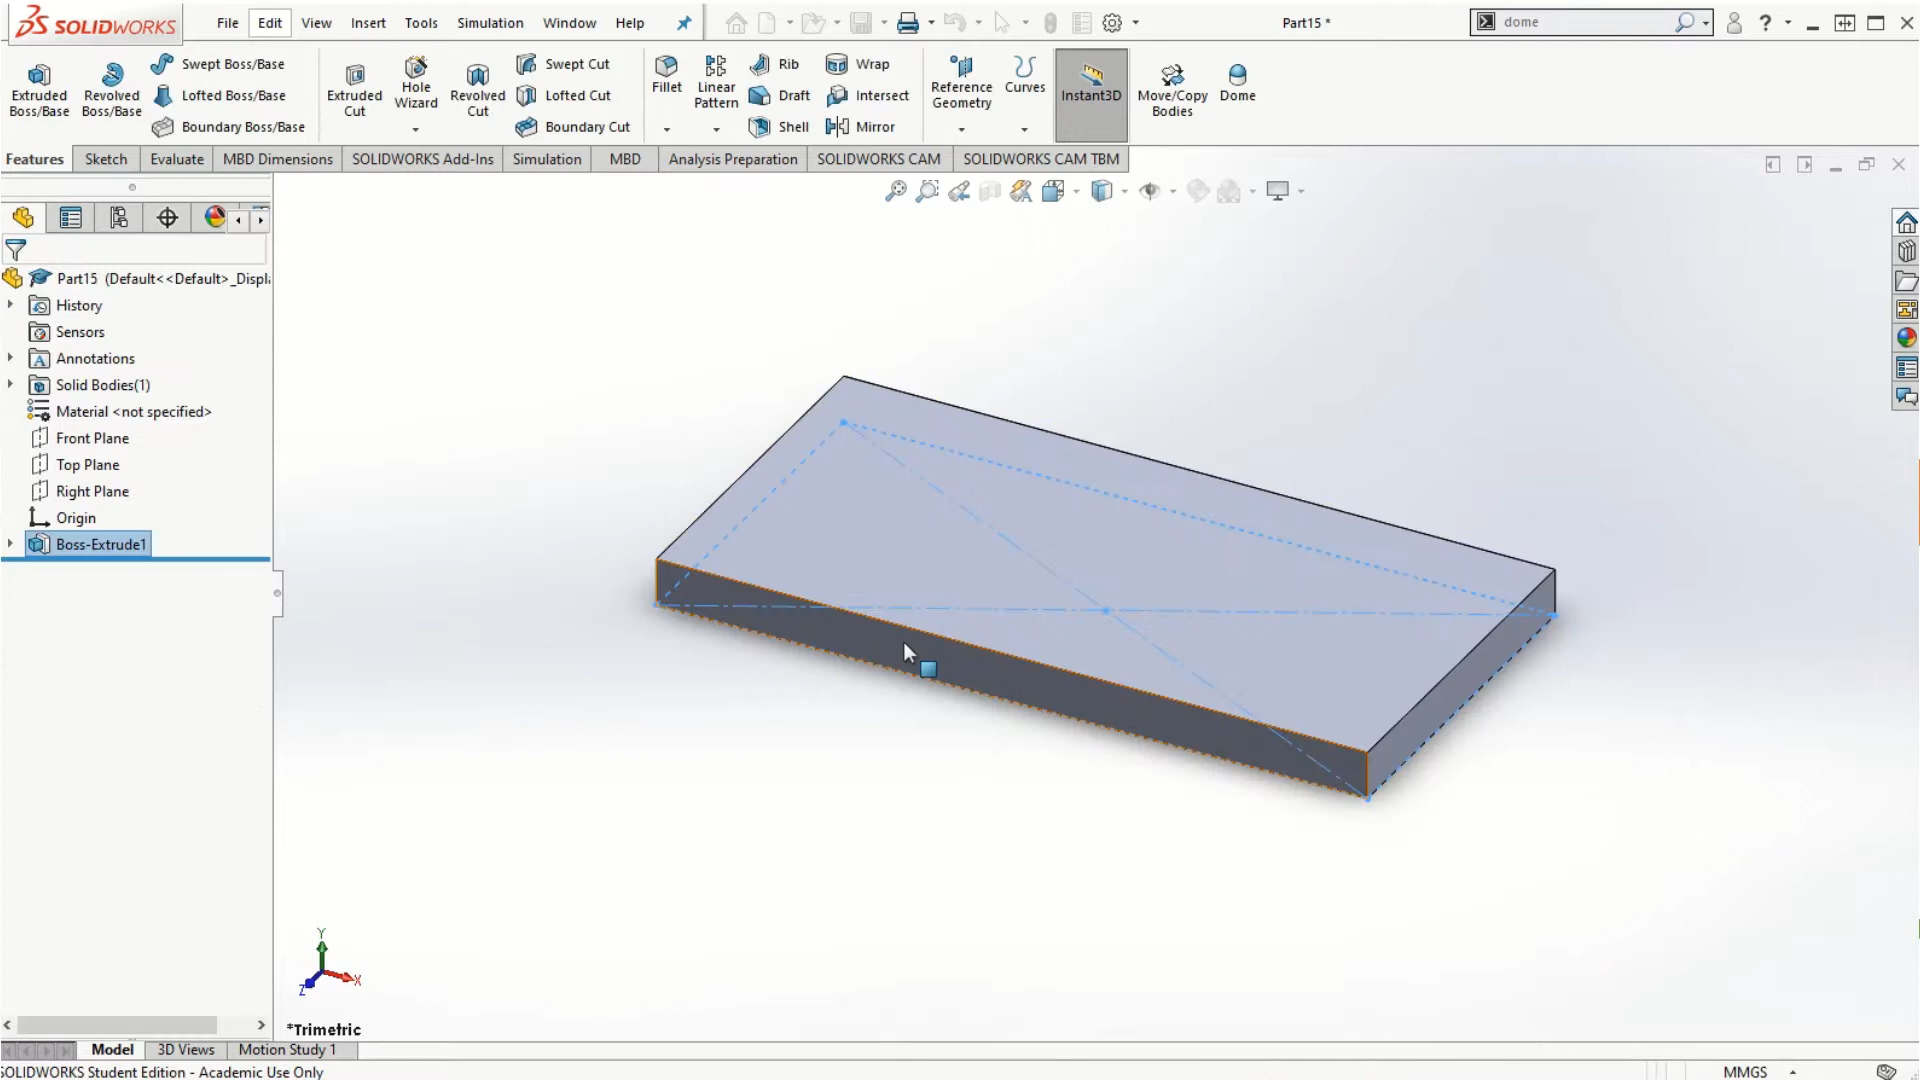 SOLIDWORKS File Edit View Insert Tools Simulation Window Help Part15 * dome ?
Extruded Boss/Base
Revolved Boss/Base
Swept Boss/Base
Lofted Boss/Base
Boundary Boss/Base
Extruded Cut
Hole Wizard
Revolved Cut
Swept Cut
Lofted Cut
Boundary Cut
Fillet
Linear Pattern
Rib
Draft
Shell
Wrap
Intersect
Mirror
Reference Geometry
Curves
Instant3D
Move/Copy Bodies
Dome
Features Sketch Evaluate MBD Dimensions SOLIDWORKS Add-Ins Simulation MBD Analysis Preparation SOLIDWORKS CAM SOLIDWORKS CAM TBM
Part15 (Default<<Default>_Displ
History
Sensors
Annotations
Solid Bodies(1)
Material <not specified>
Front Plane
Top Plane
Right Plane
Origin
Boss-Extrude1
Y
X
Z
*Trimetric
Model 3D Views Motion Study 1
SOLIDWORKS Student Edition - Academic Use Only MMGS